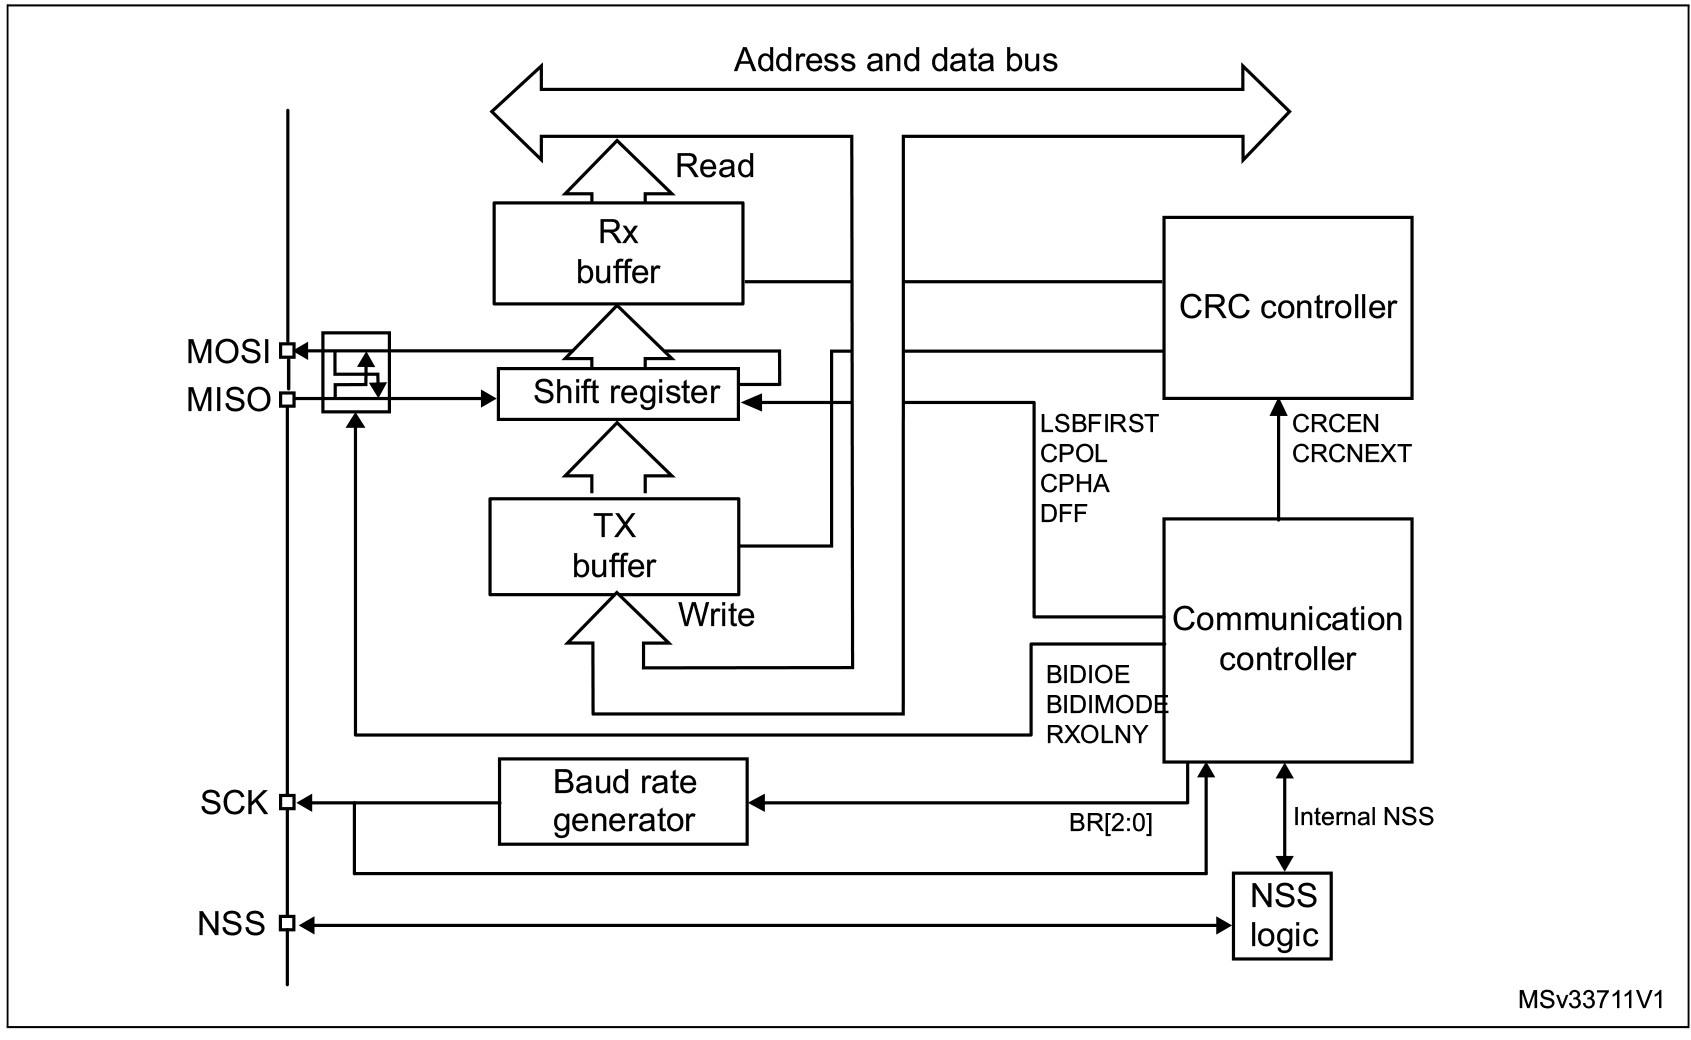 Address and data bus
Read
Rx
buffer
CRC controller
MOSI
MISO
Shift register
LSBFIRST
CPOL
CPHA
DFF
CRCEN
CRCNEXT
TX
buffer
Write
Communication
controller
BIDIOE
BIDIMODE
RXOLNY
SCK
Baud rate
generator
BR[2:0]
Internal NSS
NSS
NSS
logic
MSv33711V1